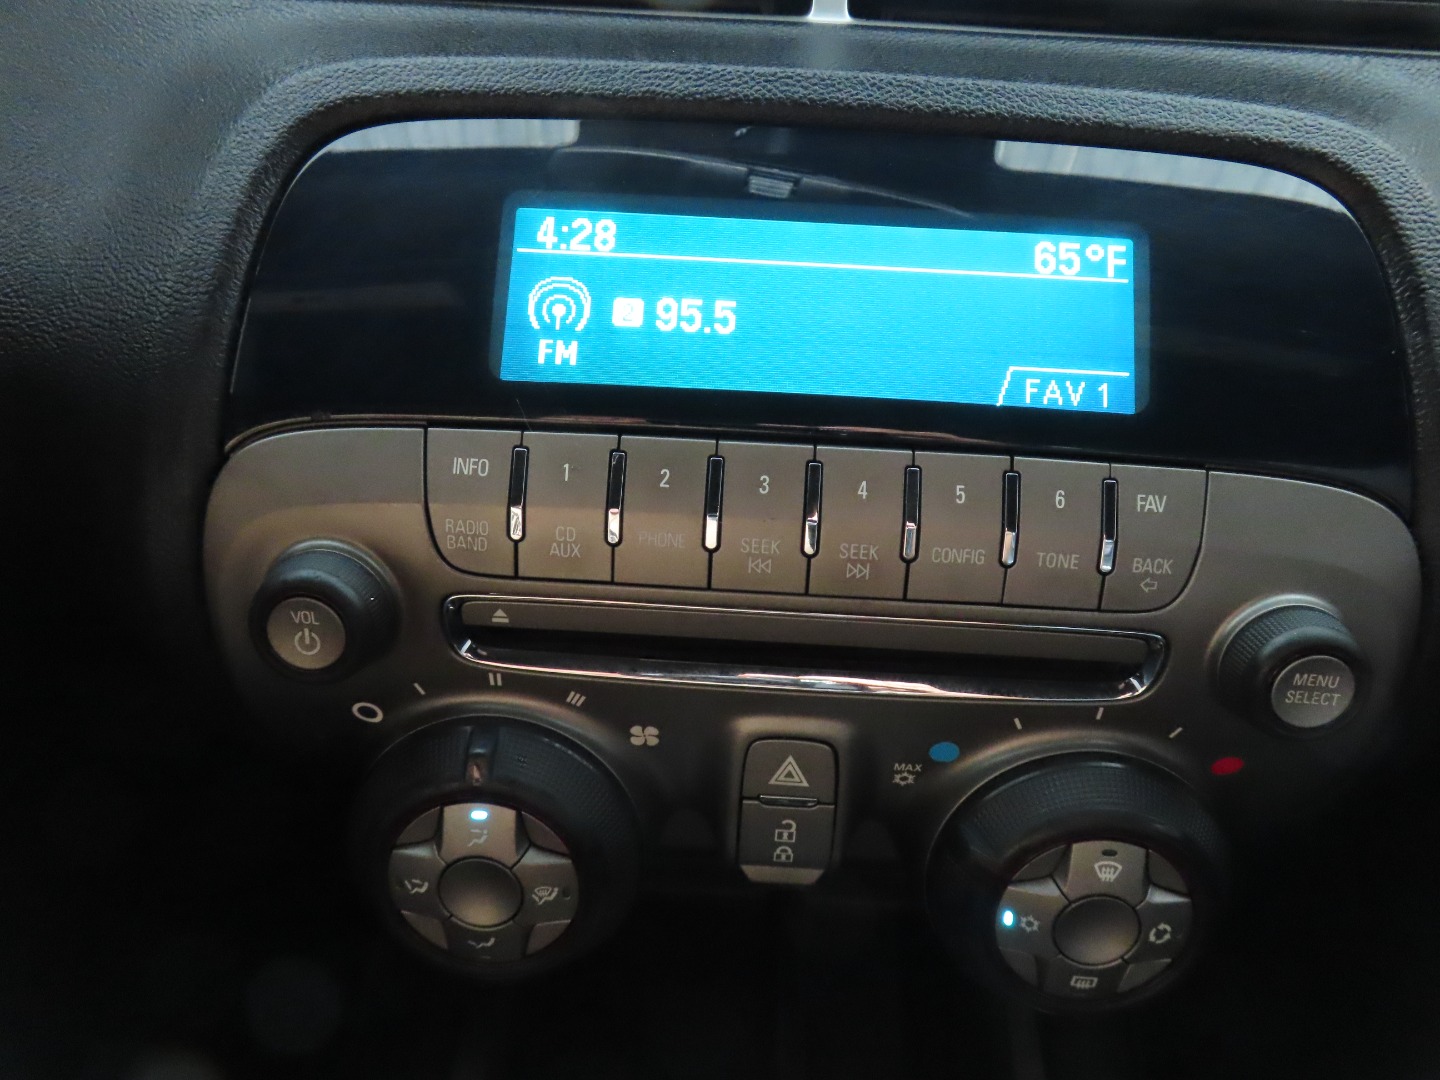 4:28
65°F
2 95.5
FM
FAV 1
INFO 1 2 3 4 5 6 FAV
RADIO BAND
CD AUX
PHONE
SEEK
SEEK
CONFIG
TONE
BACK
VOL
MENU
SELECT
MAX